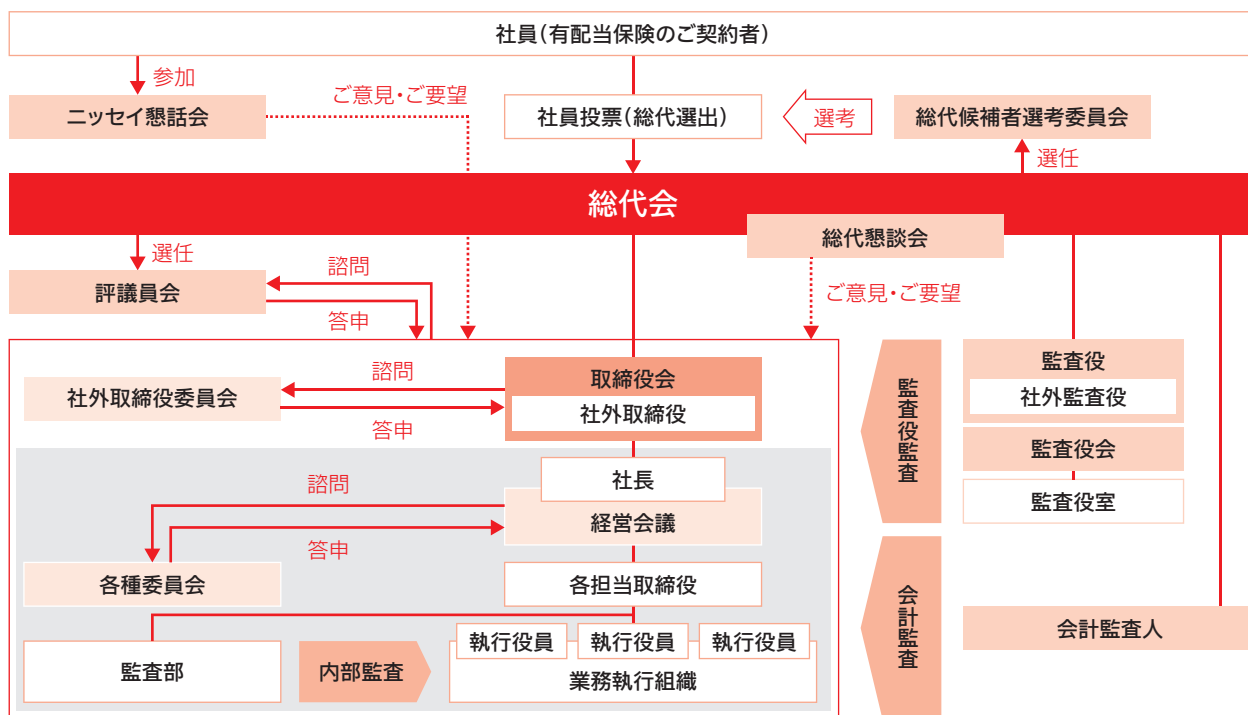 社員（有配当保険のご契約者）
参加
ニッセイ懇話会
ご意見・ご要望
社員投票（総代選出）
選考
総代候補者選考委員会
選任
総代会
総代懇談会
選任
評議員会
諮問
答申
ご意見・ご要望
社外取締役委員会
諮問
答申
取締役会
社外取締役
監査役監査
監査役
社外監査役
監査役会
監査役室
社長
経営会議
諮問
答申
各種委員会
各担当取締役
会計監査
会計監査人
執行役員
執行役員
執行役員
監査部
内部監査
業務執行組織